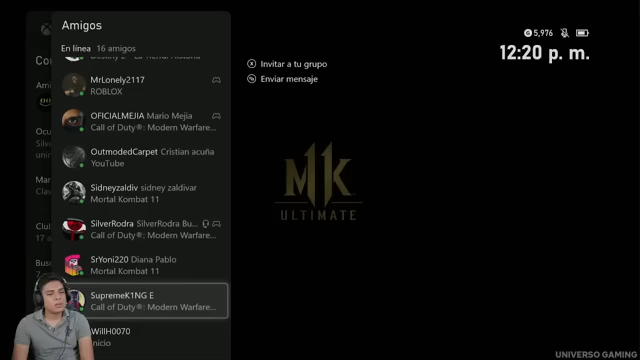 Amigos
En línea 16 amigos
MrLonely2117
ROBLOX
OFICIALMEJIA Mario Mejia
Call of Duty®: Modern Warfare...
OutmodedCarpet Cristian acuña
YouTube
Sidneyzaldiv sidney zaldivar
Mortal Kombat 11
SilverRodra SilverRodra Bu...
Call of Duty®: Modern Warfare...
SrYoni220 Diana Pablo
Mortal Kombat 11
SupremeK1NG E
Call of Duty®: Modern Warfare...
WillH0070
Inicio
Invitar a tu grupo
Enviar mensaje
G 5,976
12:20 p. m.
MK
ULTIMATE
UNIVERSO GAMING